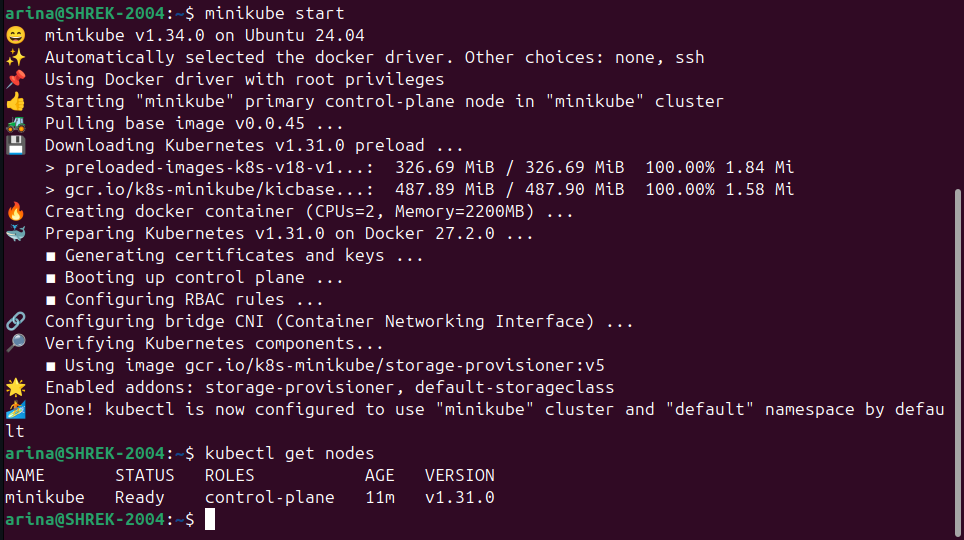 arina@SHREK-2004:~$ minikube start
😄 minikube v1.34.0 on Ubuntu 24.04
✨ Automatically selected the docker driver. Other choices: none, ssh
📌 Using Docker driver with root privileges
👍 Starting "minikube" primary control-plane node in "minikube" cluster
🚜 Pulling base image v0.0.45 ...
💾 Downloading Kubernetes v1.31.0 preload ...
> preloaded-images-k8s-v18-v1...: 326.69 MiB / 326.69 MiB 100.00% 1.84 Mi
> gcr.io/k8s-minikube/kicbase...: 487.89 MiB / 487.90 MiB 100.00% 1.58 Mi
🔥 Creating docker container (CPUs=2, Memory=2200MB) ...
🐳 Preparing Kubernetes v1.31.0 on Docker 27.2.0 ...
▪ Generating certificates and keys ...
▪ Booting up control plane ...
▪ Configuring RBAC rules ...
🔗 Configuring bridge CNI (Container Networking Interface) ...
🔎 Verifying Kubernetes components...
▪ Using image gcr.io/k8s-minikube/storage-provisioner:v5
🌟 Enabled addons: storage-provisioner, default-storageclass
🏄 Done! kubectl is now configured to use "minikube" cluster and "default" namespace by defau
lt
arina@SHREK-2004:~$ kubectl get nodes
NAME STATUS ROLES AGE VERSION
minikube Ready control-plane 11m v1.31.0
arina@SHREK-2004:~$